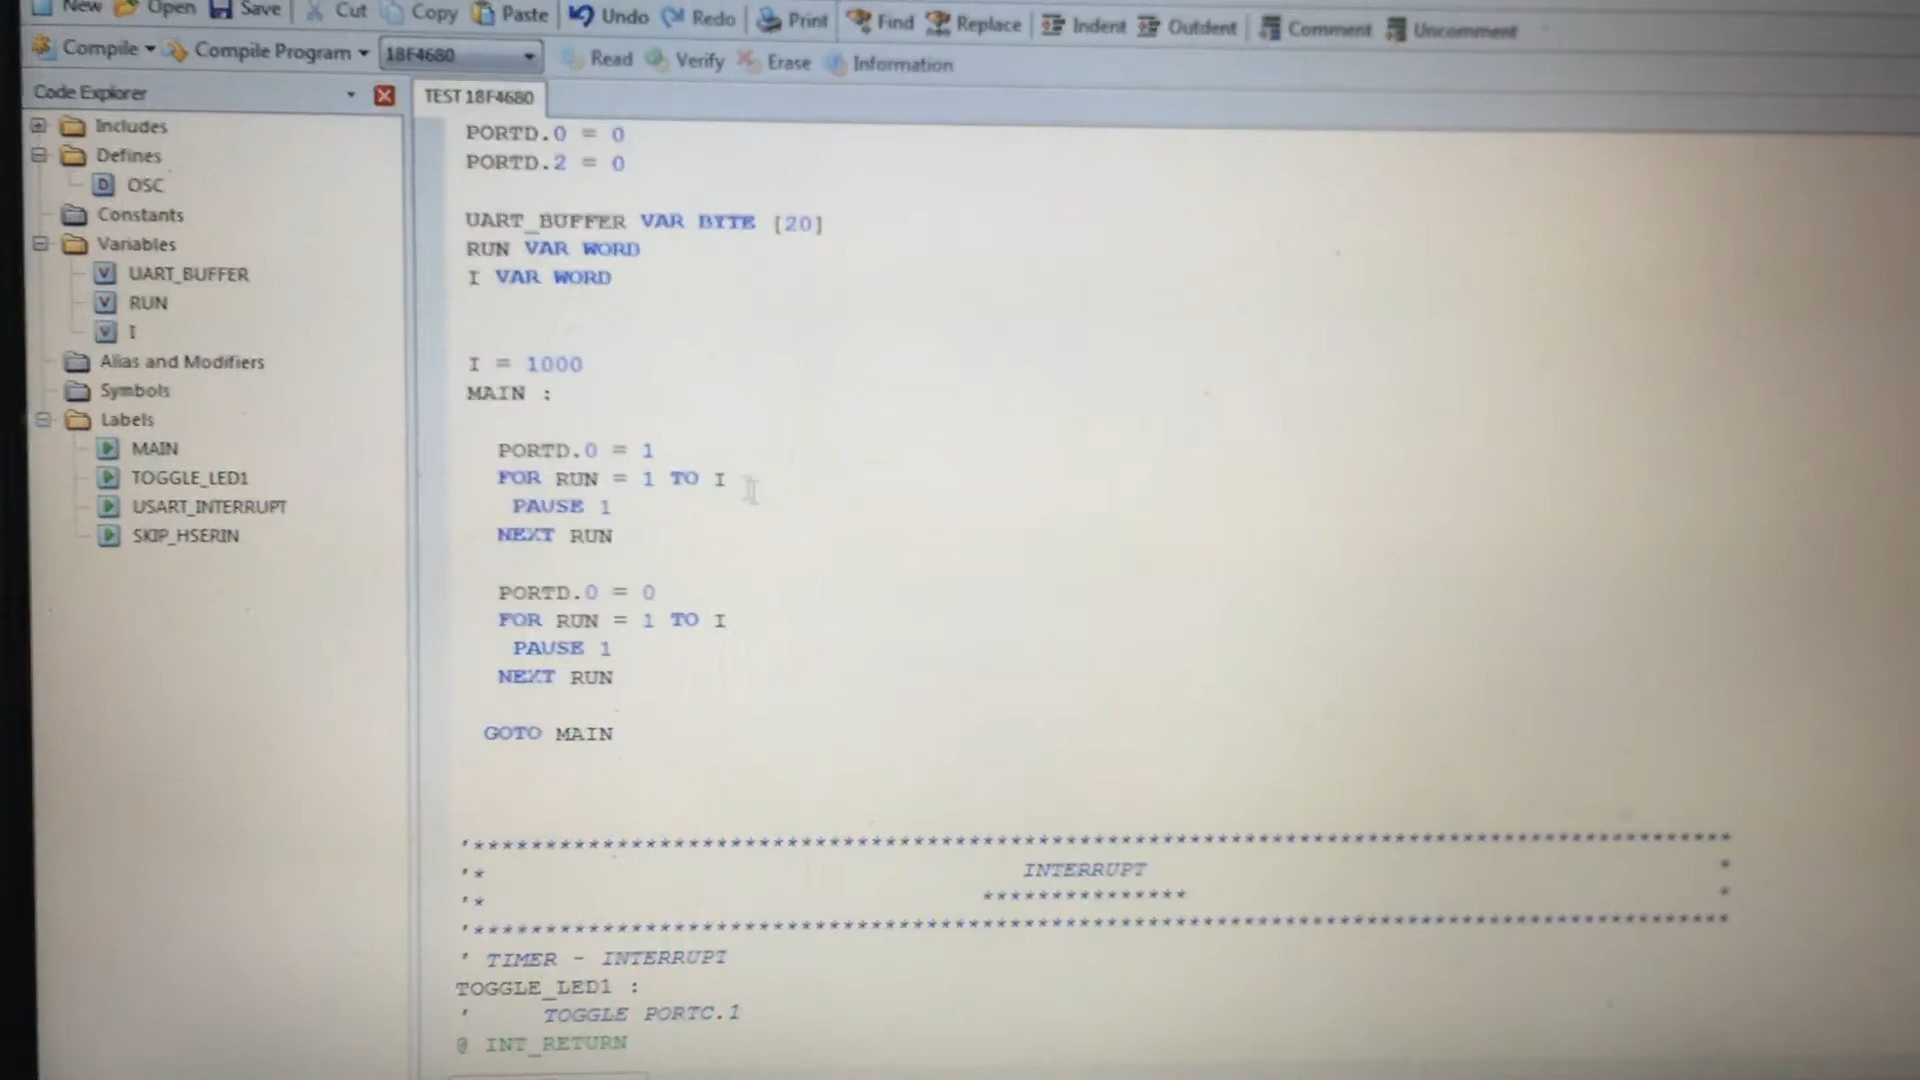 New Open Save Cut Copy Paste Undo Redo Print Find Replace Indent Outdent Comment Uncomment
Compile Compile Program 18F4680 Read Verify Erase Information
Code Explorer
Includes
Defines
OSC
Constants
Variables
UART_BUFFER
RUN
I
Alias and Modifiers
Symbols
Labels
MAIN
TOGGLE_LED1
USART_INTERRUPT
SKIP_HSERIN
TEST 18F4680
PORTD.0 = 0
PORTD.2 = 0
UART_BUFFER VAR BYTE [20]
RUN VAR WORD
I VAR WORD
I = 1000
MAIN :
PORTD.0 = 1
FOR RUN = 1 TO I
PAUSE 1
NEXT RUN
PORTD.0 = 0
FOR RUN = 1 TO I
PAUSE 1
NEXT RUN
GOTO MAIN
'****************************************************************************************
'* INTERRUPT *
'* *************** *
'****************************************************************************************
' TIMER - INTERRUPT
TOGGLE_LED1 :
' TOGGLE PORTC.1
@ INT_RETURN